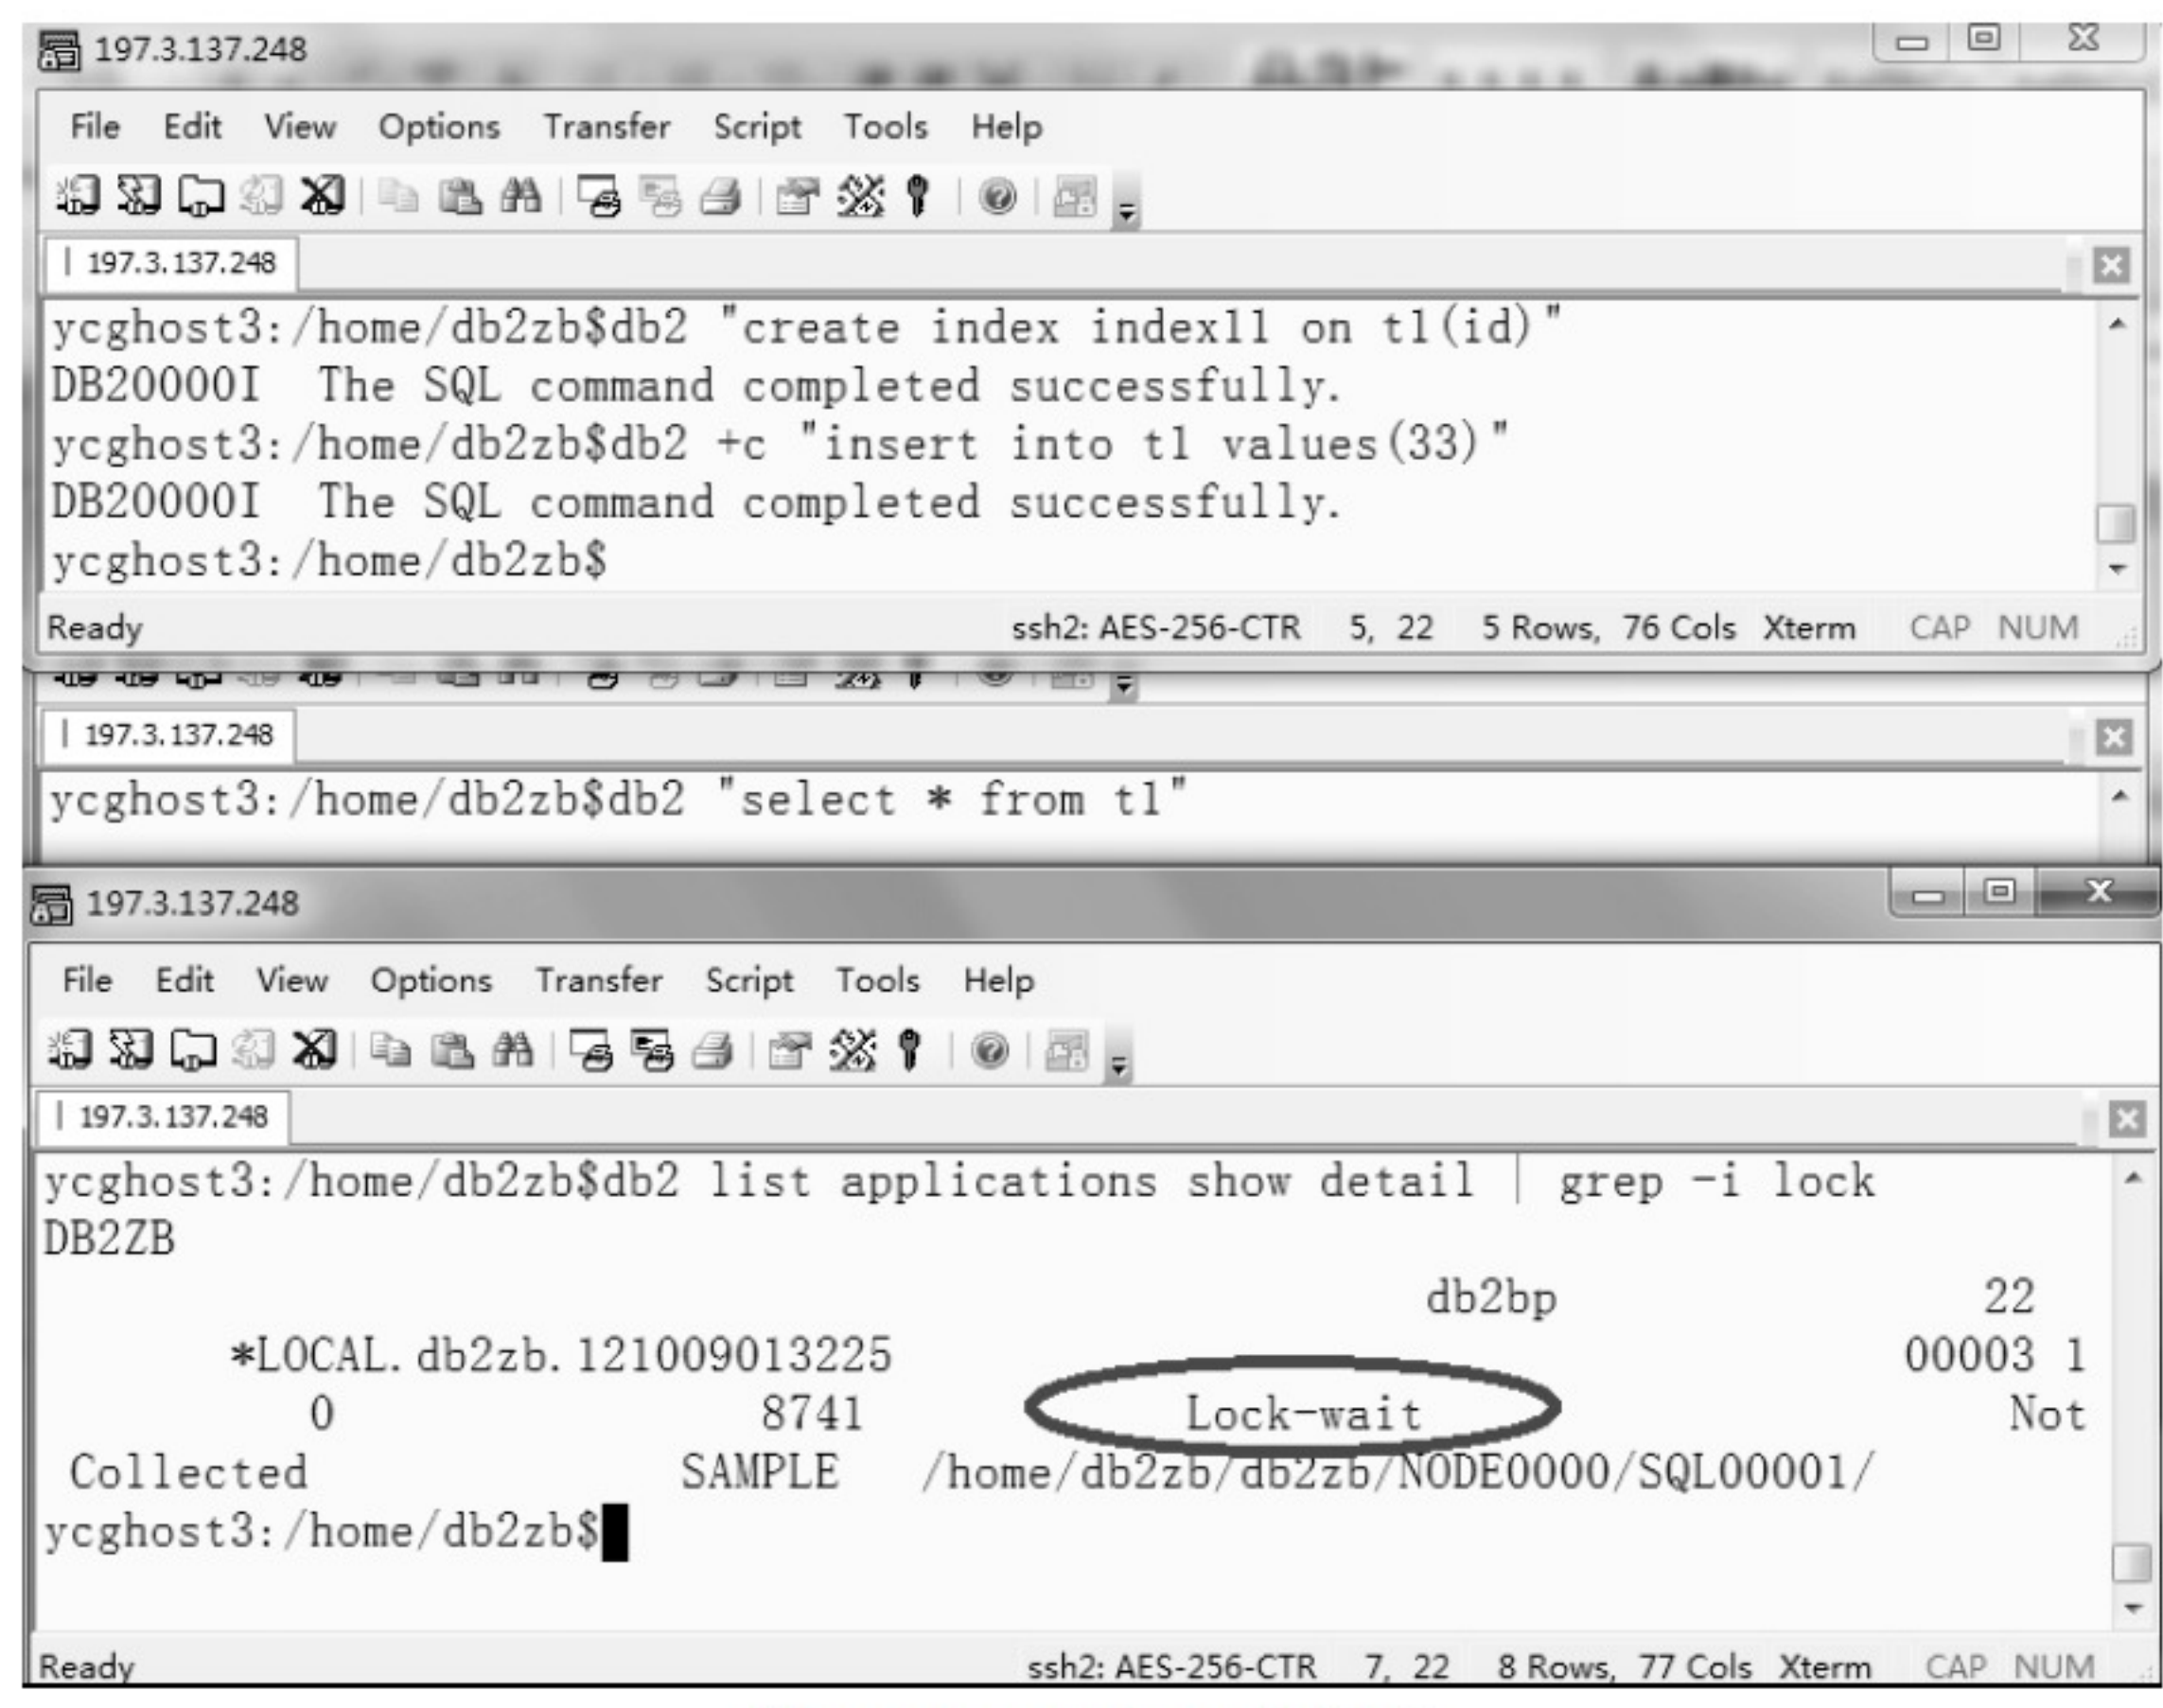 197.3.137.248
File Edit View Options Transfer Script Tools Help
197.3.137.248
ycghost3:/home/db2zb$db2 "create index index11 on t1(id)"
DB20000I  The SQL command completed successfully.
ycghost3:/home/db2zb$db2 +c "insert into t1 values(33)"
DB20000I  The SQL command completed successfully.
ycghost3:/home/db2zb$
Ready ssh2: AES-256-CTR 5, 22 5 Rows, 76 Cols Xterm CAP NUM
197.3.137.248
ycghost3:/home/db2zb$db2 "select * from t1"
197.3.137.248
File Edit View Options Transfer Script Tools Help
197.3.137.248
ycghost3:/home/db2zb$db2 list applications show detail | grep -i lock
DB2ZB
db2bp 22
*LOCAL.db2zb.121009013225 00003 1
0 8741 Lock-wait Not
Collected SAMPLE /home/db2zb/db2zb/NODE0000/SQL00001/
ycghost3:/home/db2zb$
Ready ssh2: AES-256-CTR 7, 22 8 Rows, 77 Cols Xterm CAP NUM